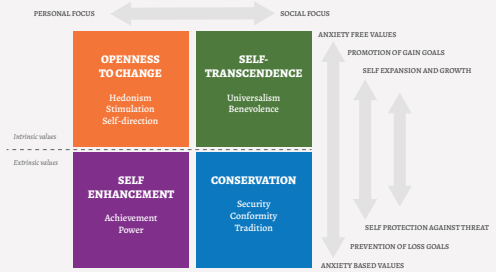 PERSONAL FOCUS
SOCIAL FOCUS
ANXIETY FREE VALUES
PROMOTION OF GAIN GOALS
SELF EXPANSION AND GROWTH
OPENNESS
TO CHANGE
Hedonism
Stimulation
Self-direction
SELF-
TRANSCENDENCE
Universalism
Benevolence
Intrinsic values
Extrinsic values
SELF
ENHANCEMENT
Achievement
Power
CONSERVATION
Security
Conformity
Tradition
SELF PROTECTION AGAINST THREAT
PREVENTION OF LOSS GOALS
ANXIETY BASED VALUES